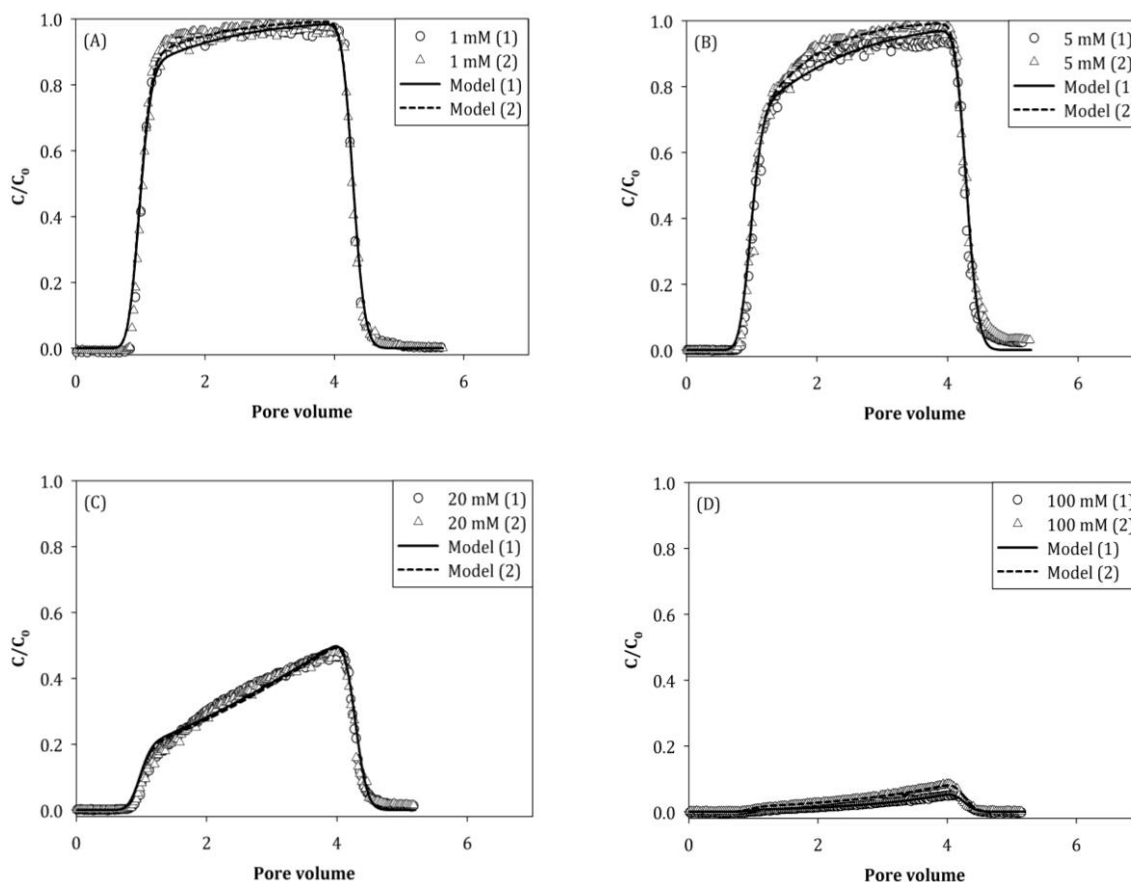 (A)
1 mM (1)
1 mM (2)
Model (1)
Model (2)
1.0
0.8
0.6
0.4
0.2
0.0
C/C₀
0 2 4 6
Pore volume
(B)
5 mM (1)
5 mM (2)
Model (1
Model (2
1.0
0.8
0.6
0.4
0.2
0.0
C/C₀
0 2 4 6
Pore volume
(C)
20 mM (1)
20 mM (2)
Model (1)
Model (2)
1.0
0.8
0.6
0.4
0.2
0.0
C/C₀
0 2 4 6
Pore volume
(D)
100 mM (1)
100 mM (2)
Model (1)
Model (2)
1.0
0.8
0.6
0.4
0.2
0.0
C/C₀
0 2 4 6
Pore volume